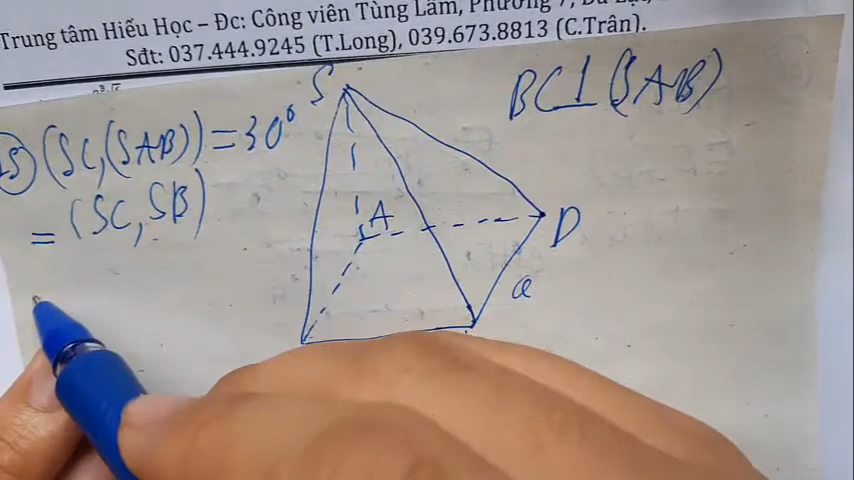 Trung tâm Hiếu Học – Đc: Công viên Tùng Lâm, Phường 7,
Sđt: 037.444.9245 (T.Long), 039.673.8813 (C.Trân).
S
BC⊥(SAB)
(SC,(SAB)) = 30°
= (SC, SB)
A
D
a